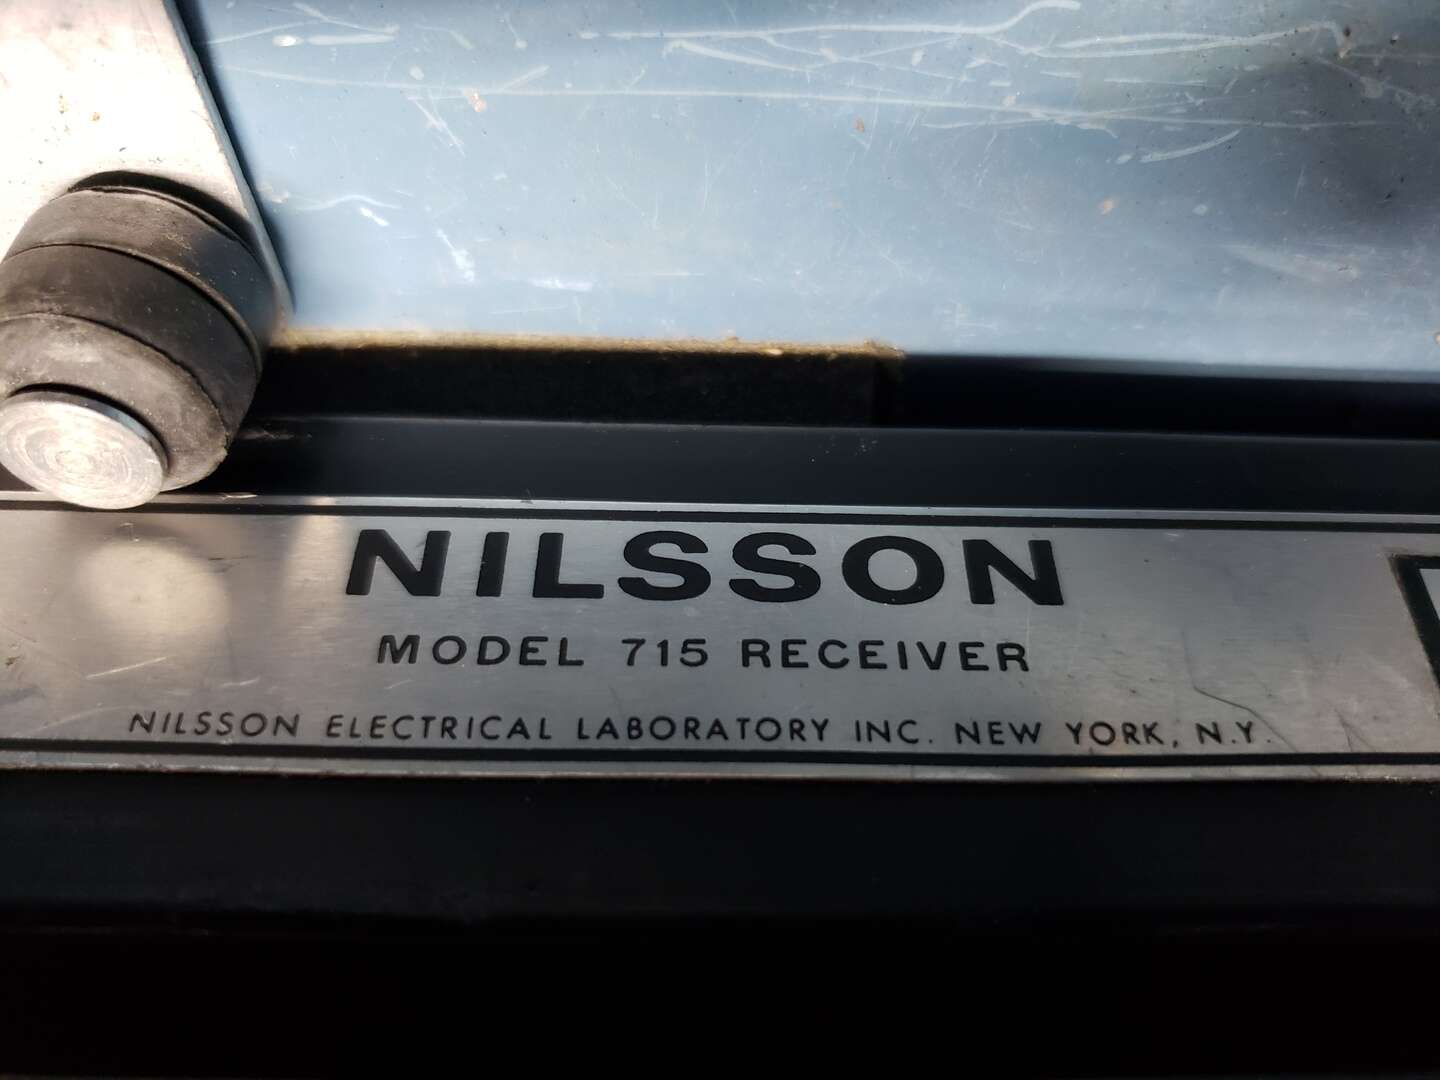 NILSSON
MODEL 715 RECEIVER
NILSSON ELECTRICAL LABORATORY INC. NEW YORK, N.Y.